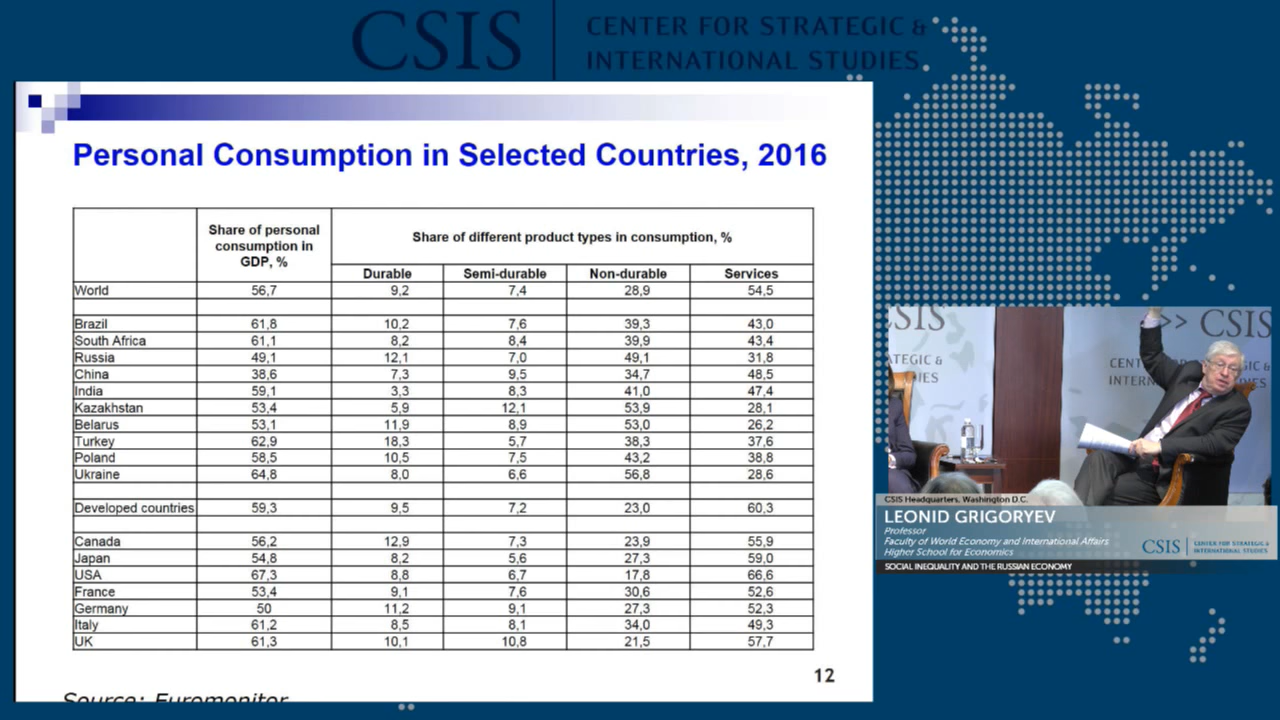 CSIS
CENTER FOR STRATEGIC &
INTERNATIONAL STUDIES
Personal Consumption in Selected Countries, 2016
Share of personal consumption in GDP, %
Share of different product types in consumption, %
Durable Semi-durable Non-durable Services
World 56,7 9,2 7,4 28,9 54,5
Brazil 61,8 10,2 7,6 39,3 43,0
South Africa 61,1 8,2 8,4 39,9 43,4
Russia 49,1 12,1 7,0 49,1 31,8
China 38,6 7,3 9,5 34,7 48,5
India 59,1 3,3 8,3 41,0 47,4
Kazakhstan 53,4 5,9 12,1 53,9 28,1
Belarus 53,1 11,9 8,9 53,0 26,2
Turkey 62,9 18,3 5,7 38,3 37,6
Poland 58,5 10,5 7,5 43,2 38,8
Ukraine 64,8 8,0 6,6 56,8 28,6
Developed countries 59,3 9,5 7,2 23,0 60,3
Canada 56,2 12,9 7,3 23,9 55,9
Japan 54,8 8,2 5,6 27,3 59,0
USA 67,3 8,8 6,7 17,8 66,6
France 53,4 9,1 7,6 30,6 52,6
Germany 50 11,2 9,1 27,3 52,3
Italy 61,2 8,5 8,1 34,0 49,3
UK 61,3 10,1 10,8 21,5 57,7
12
Source: Euromonitor
>> CSIS
CSIS Headquarters, Washington D.C.
LEONID GRIGORYEV
Professor
Faculty of World Economy and International Affairs
Higher School for Economics
CSIS
CENTER FOR STRATEGIC &
INTERNATIONAL STUDIES
SOCIAL INEQUALITY AND THE RUSSIAN ECONOMY